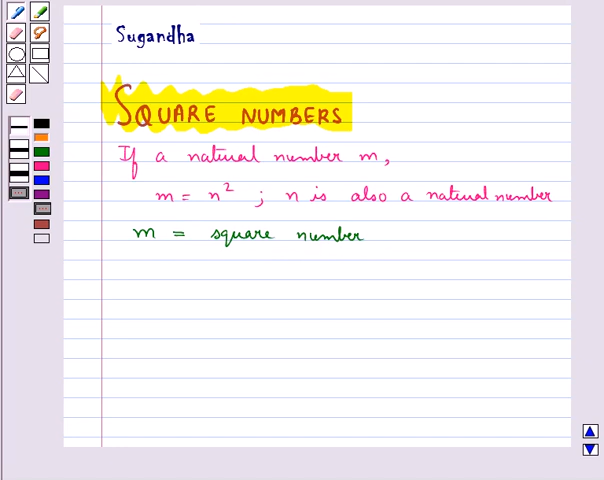 Sugandha
SQUARE NUMBERS
If a natural number m,
m = n² ; n is also a natural number
m = square number